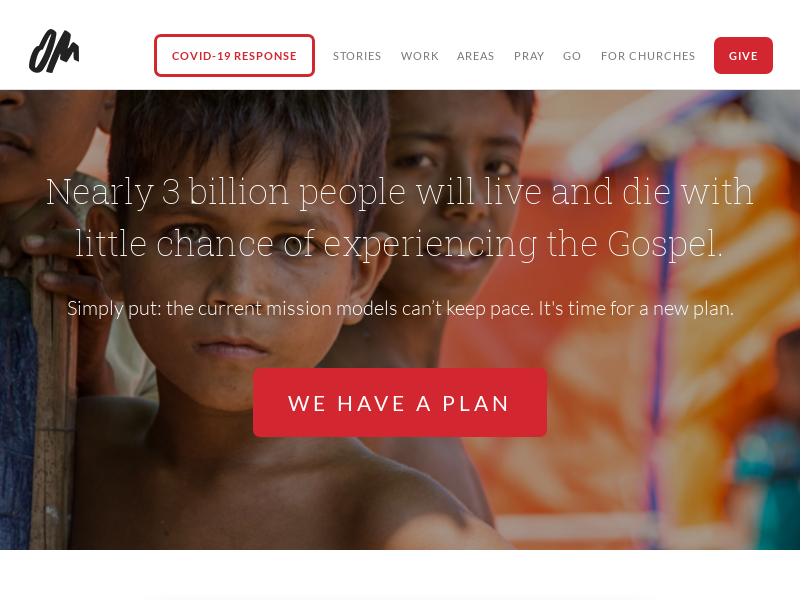 OM
COVID-19 RESPONSE
STORIES
WORK
AREAS
PRAY
GO
FOR CHURCHES
GIVE
Nearly 3 billion people will live and die with
little chance of experiencing the Gospel.
Simply put: the current mission models can’t keep pace. It's time for a new plan.
WE HAVE A PLAN